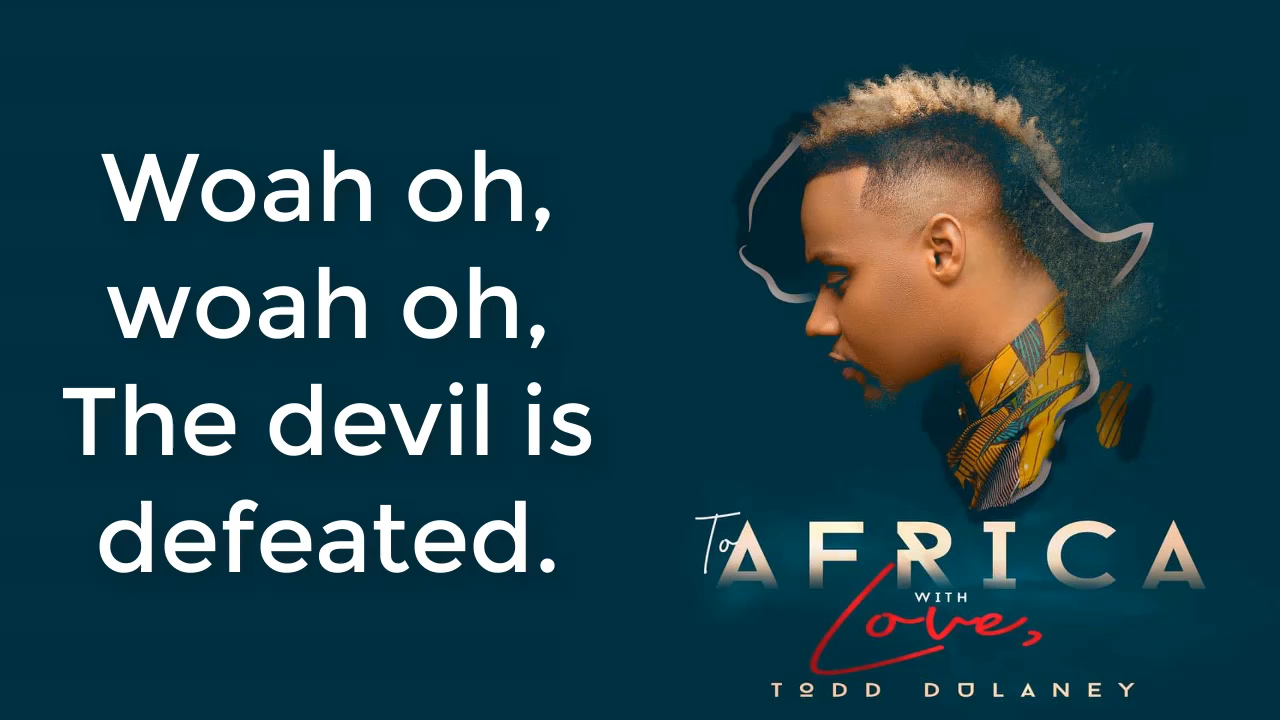 Woah oh,
woah oh,
The devil is
defeated.
To AFRICA
WITH
Love,
TODD DULANEY